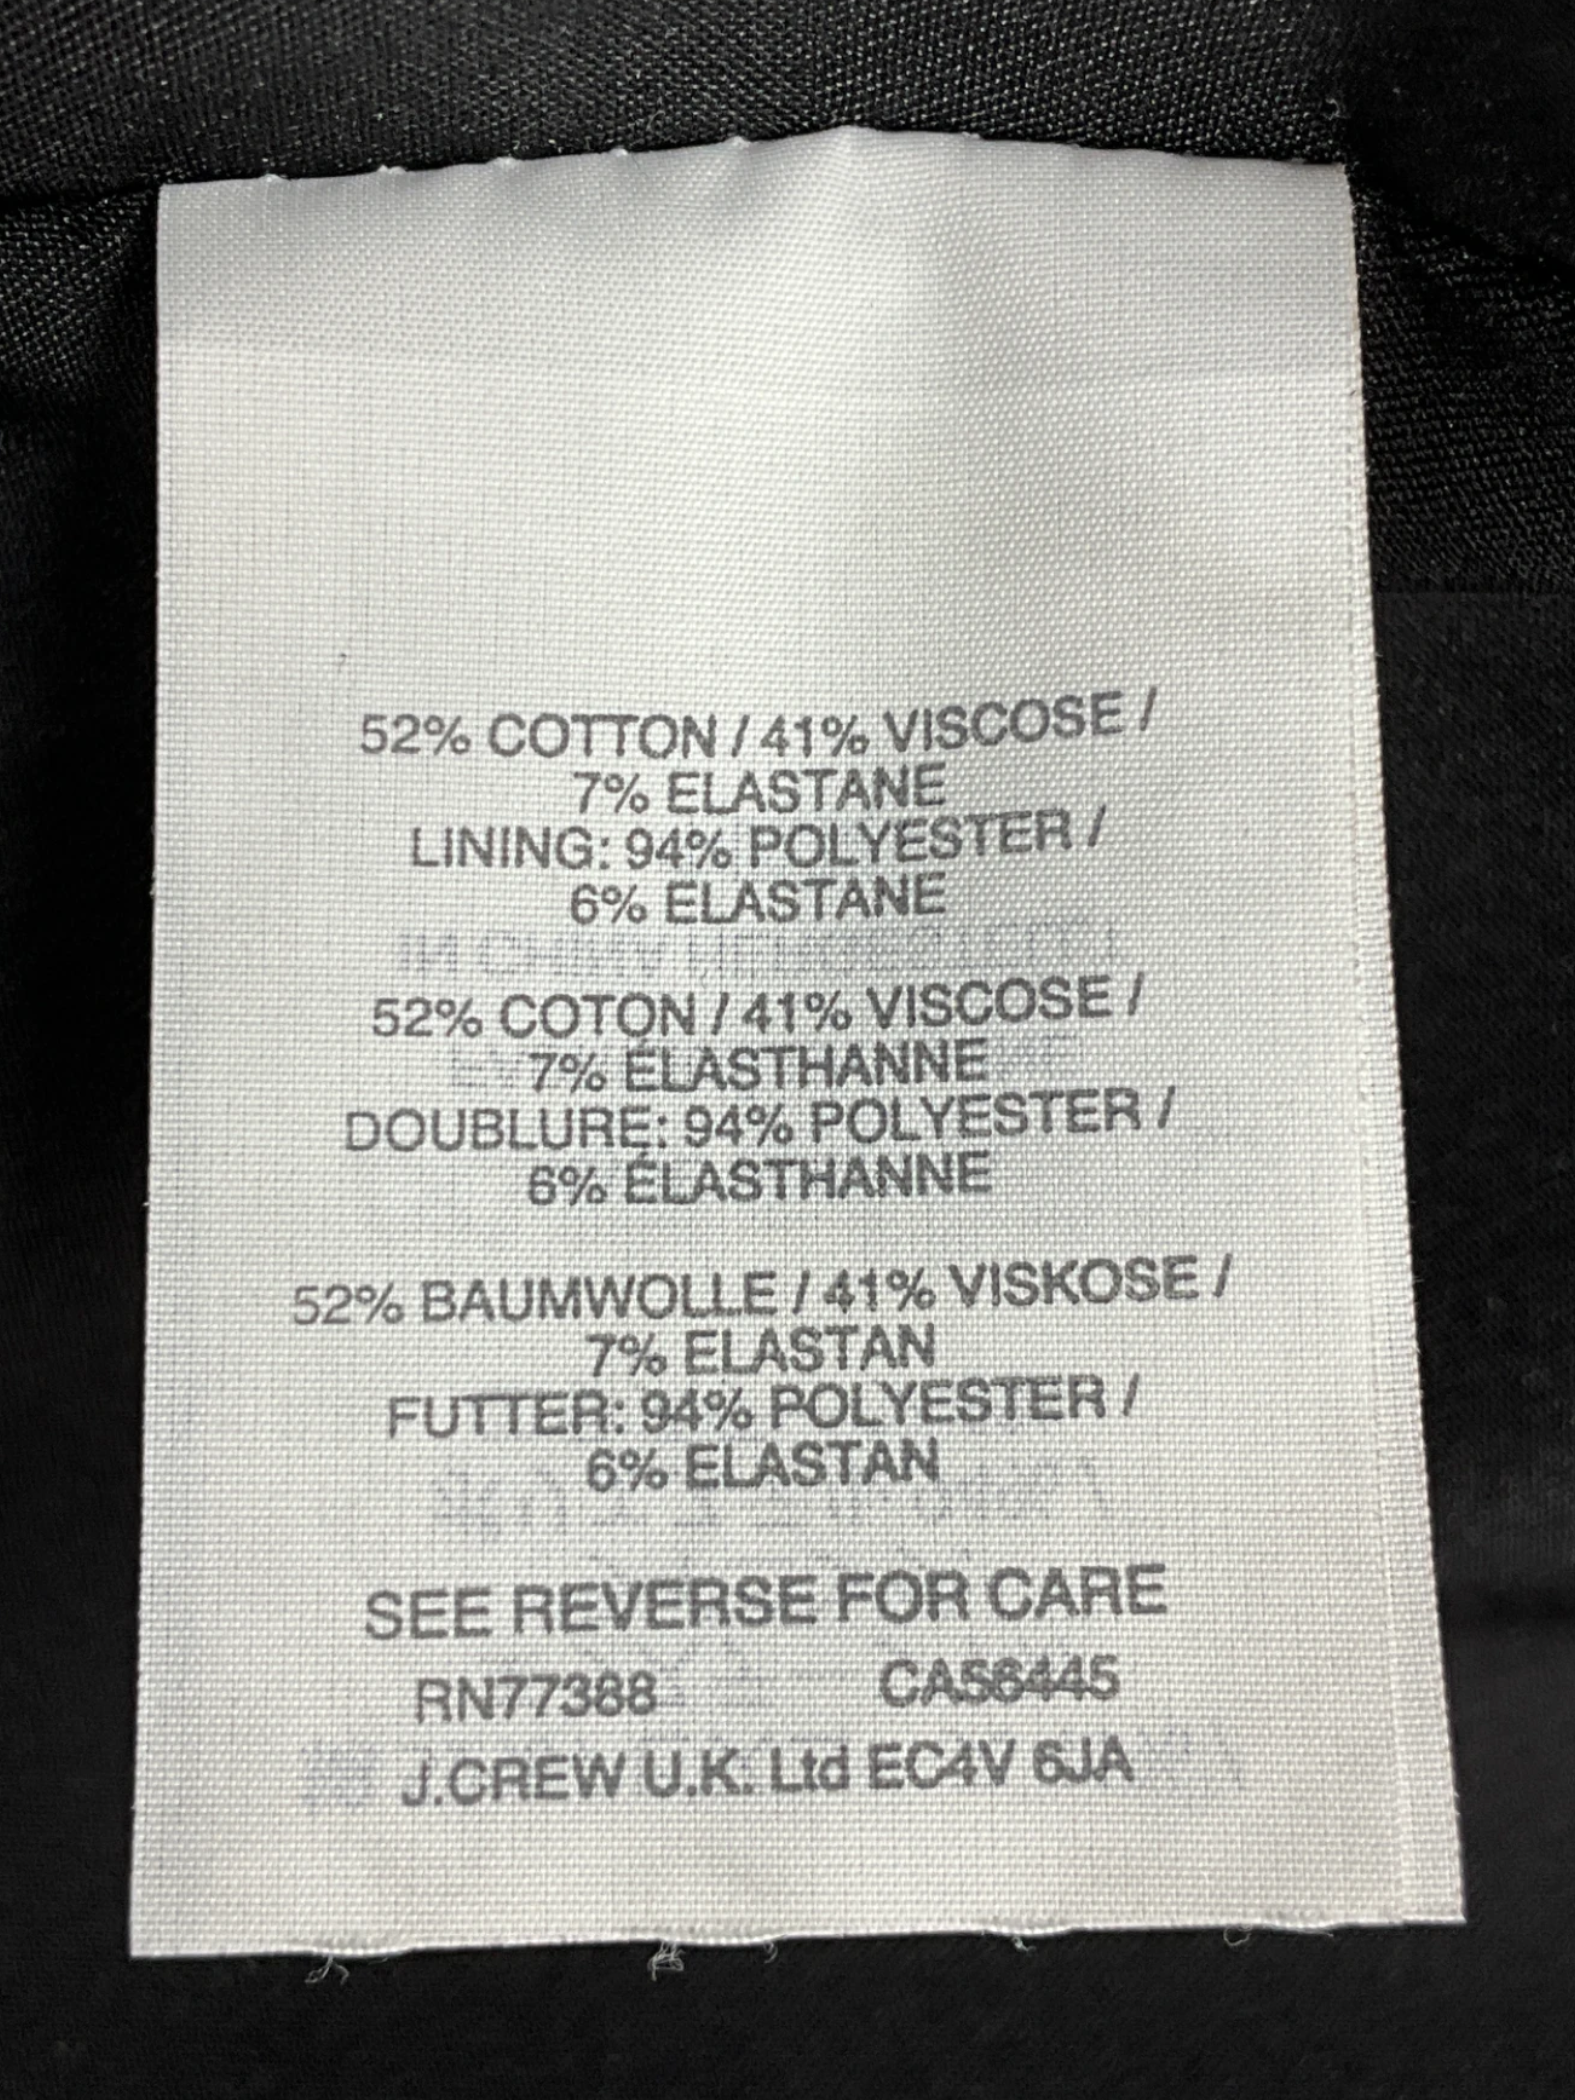 52% COTTON / 41% VISCOSE /
7% ELASTANE
LINING: 94% POLYESTER /
6% ELASTANE
52% COTON / 41% VISCOSE /
7% ÉLASTHANNE
DOUBLURE: 94% POLYESTER /
6% ÉLASTHANNE
52% BAUMWOLLE / 41% VISKOSE /
7% ELASTAN
FUTTER: 94% POLYESTER /
6% ELASTAN
SEE REVERSE FOR CARE
RN77388 CA56445
J.CREW U.K. Ltd EC4V 6JA